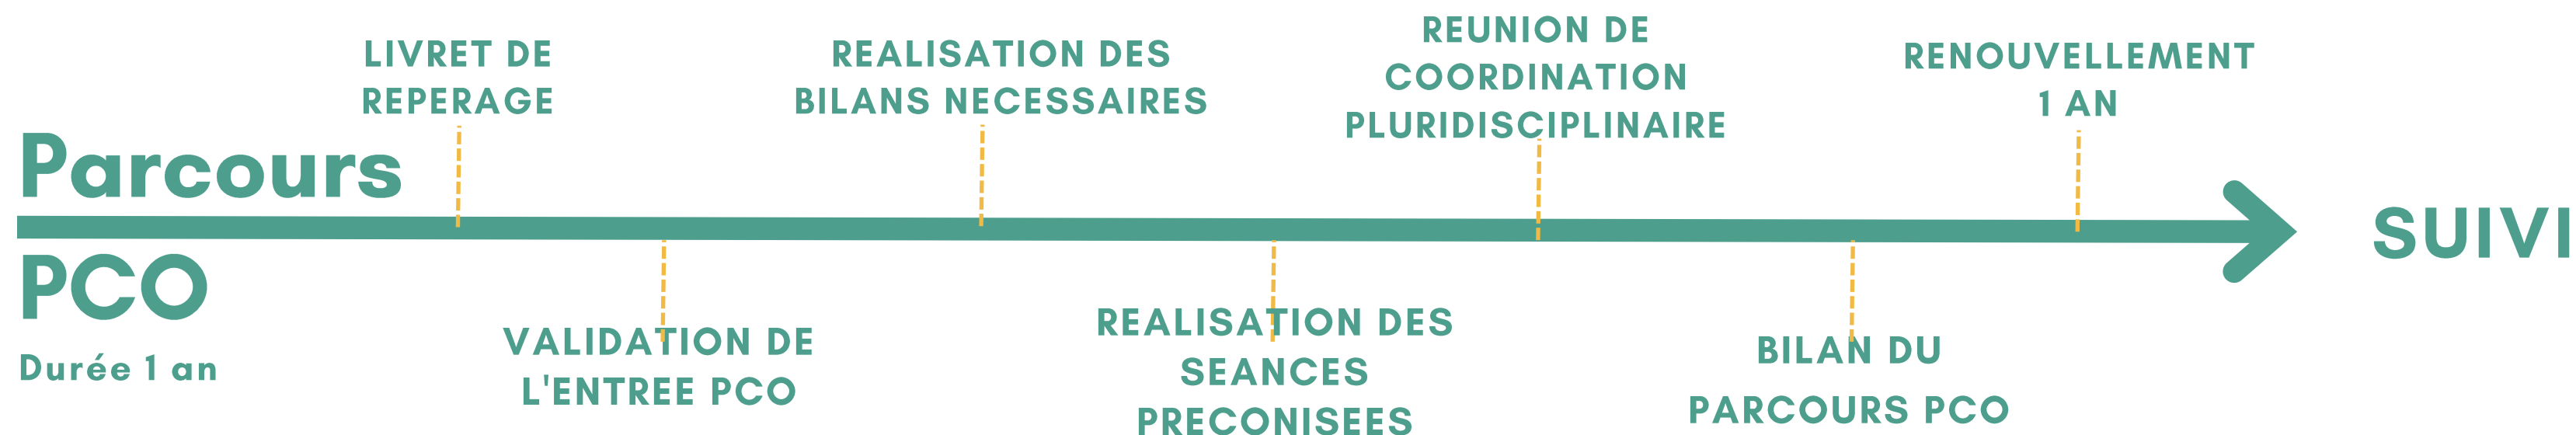 Parcours
PCO
Durée 1 an
LIVRET DE
REPERAGE
VALIDATION DE
L'ENTREE PCO
REALISATION DES
BILANS NECESSAIRES
REALISATION DES
SEANCES
PRECONISEES
REUNION DE
COORDINATION
PLURIDISCIPLINAIRE
BILAN DU
PARCOURS PCO
RENOUVELLEMENT
1 AN
SUIVI